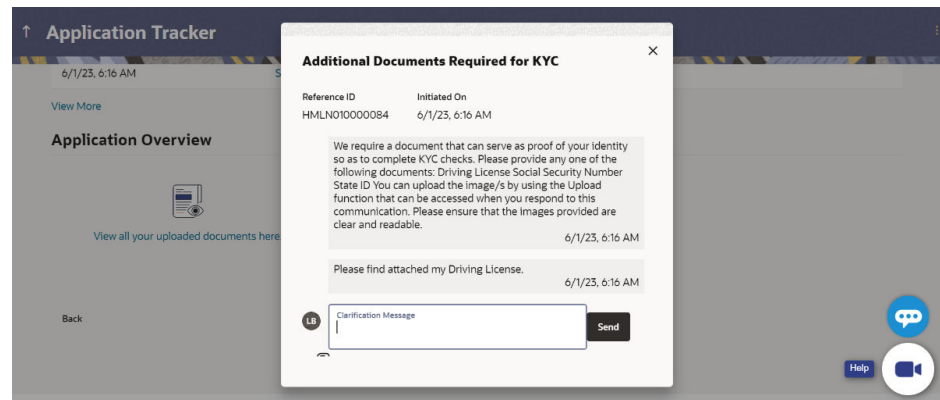 Application Tracker
6/1/23, 6:16 AM
S
View More
Application Overview
View all your uploaded documents here
Back
Additional Documents Required for KYC
Reference ID Initiated On
HMLN010000084 6/1/23, 6:16 AM
We require a document that can serve as proof of your identity
so as to complete KYC checks. Please provide any one of the
following documents: Driving License Social Security Number
State ID You can upload the image/s by using the Upload
function that can be accessed when you respond to this
communication. Please ensure that the images provided are
clear and readable.
6/1/23, 6:16 AM
Please find attached my Driving License.
6/1/23, 6:16 AM
LB
Clarification Message
Send
Help